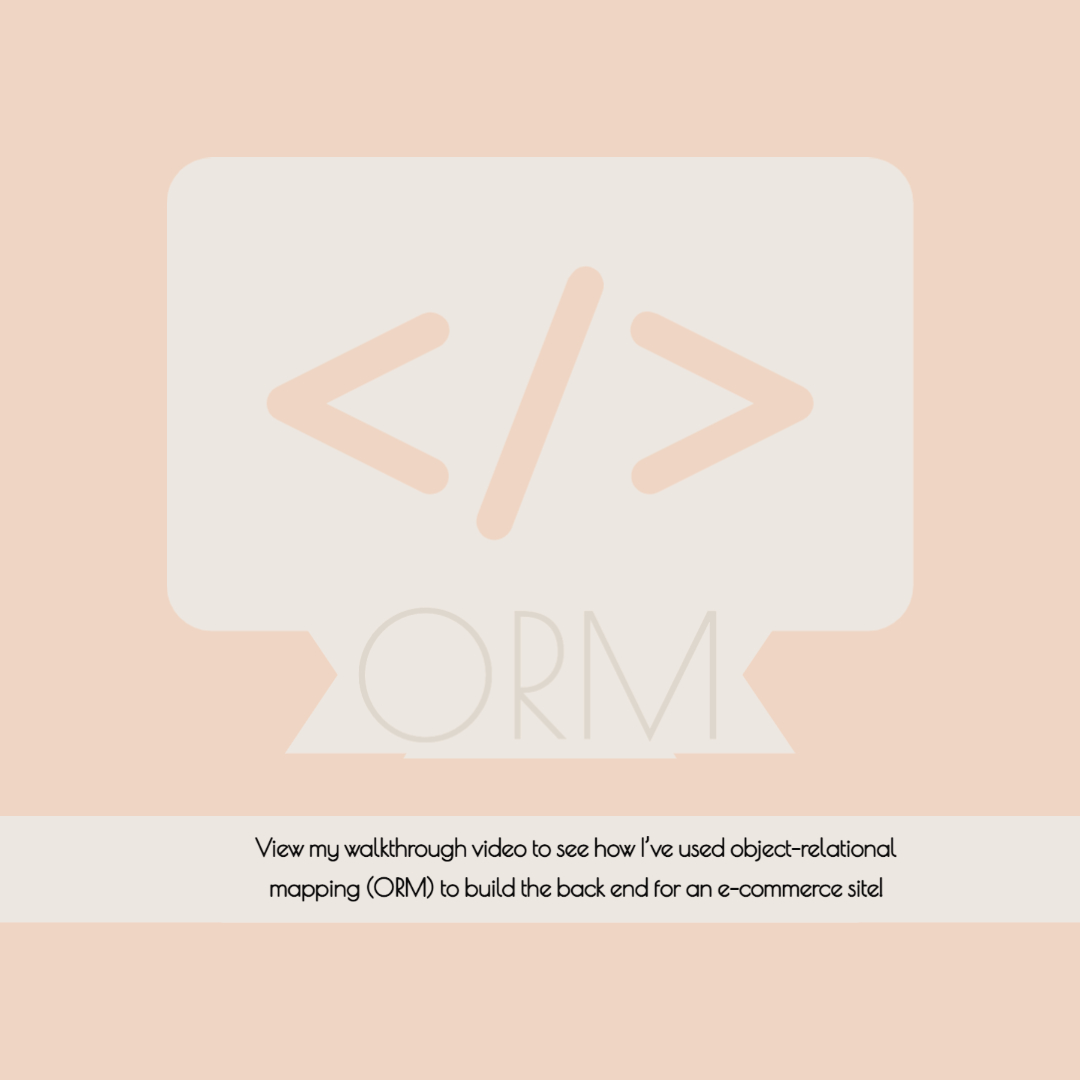 </>
ORM
View my walkthrough video to see how I've used object-relational
mapping (ORM) to build the back end for an e-commerce site!